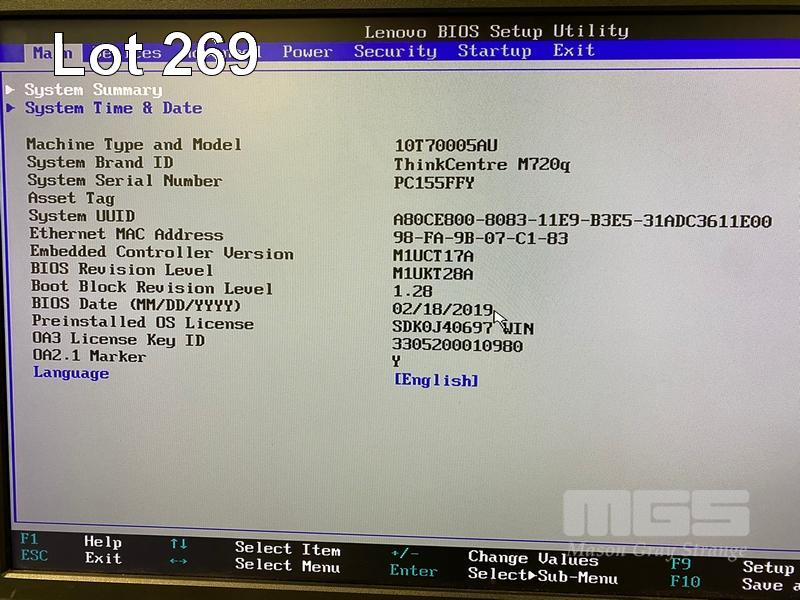 Lenovo BIOS Setup Utility
Main Power Security Startup Exit
Lot 269
System Summary
System Time & Date
Machine Type and Model 10T70005AU
System Brand ID ThinkCentre M720q
System Serial Number PC155FFY
Asset Tag
System UUID A80CE800-8083-11E9-B3E5-31ADC3611E00
Ethernet MAC Address 98-FA-9B-07-C1-83
Embedded Controller Version M1UCT17A
BIOS Revision Level M1UKT28A
Boot Block Revision Level 1.28
BIOS Date (MM/DD/YYYY) 02/18/2019
Preinstalled OS License SDK0J40697 WIN
OA3 License Key ID 3305200010980
OA2.1 Marker Y
Language [English]
MGS
Mason Gray Strange
F1 Help ↑↓ Select Item +/- Change Values F9 Setup
ESC Exit ←→ Select Menu Enter Select▶Sub-Menu F10 Save a